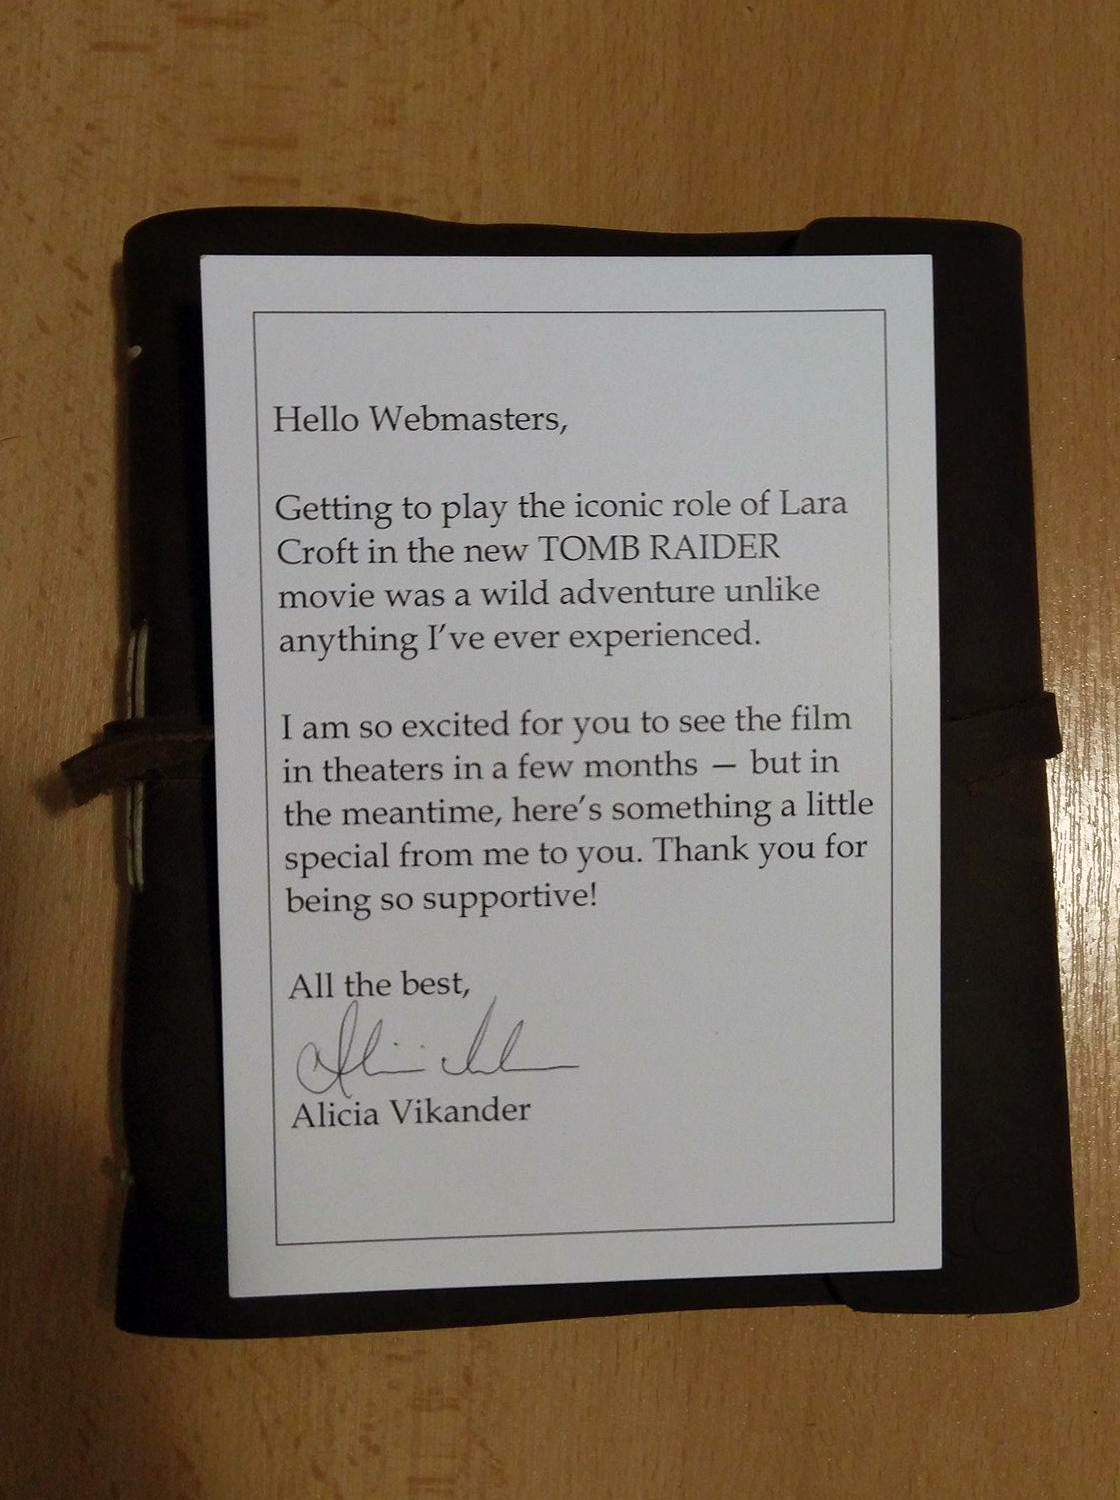 Hello Webmasters,
Getting to play the iconic role of Lara
Croft in the new TOMB RAIDER
movie was a wild adventure unlike
anything I've ever experienced.
I am so excited for you to see the film
in theaters in a few months — but in
the meantime, here's something a little
special from me to you. Thank you for
being so supportive!
All the best,
Alicia Vikander